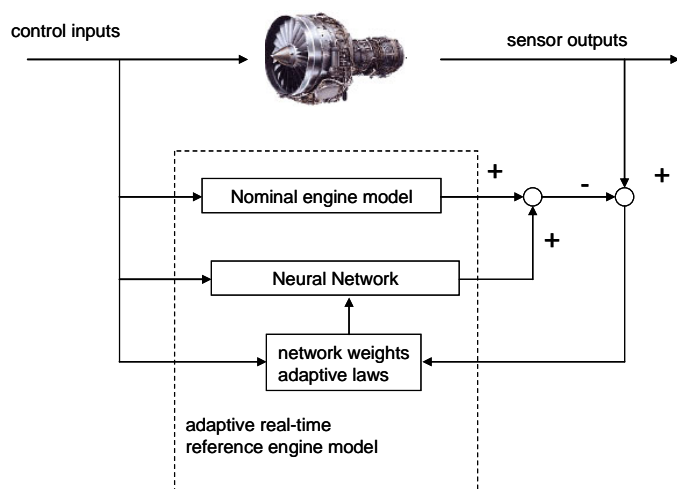 control inputs
sensor outputs
+
Nominal engine model
-
+
+
Neural Network
network weights
adaptive laws
adaptive real-time
reference engine model